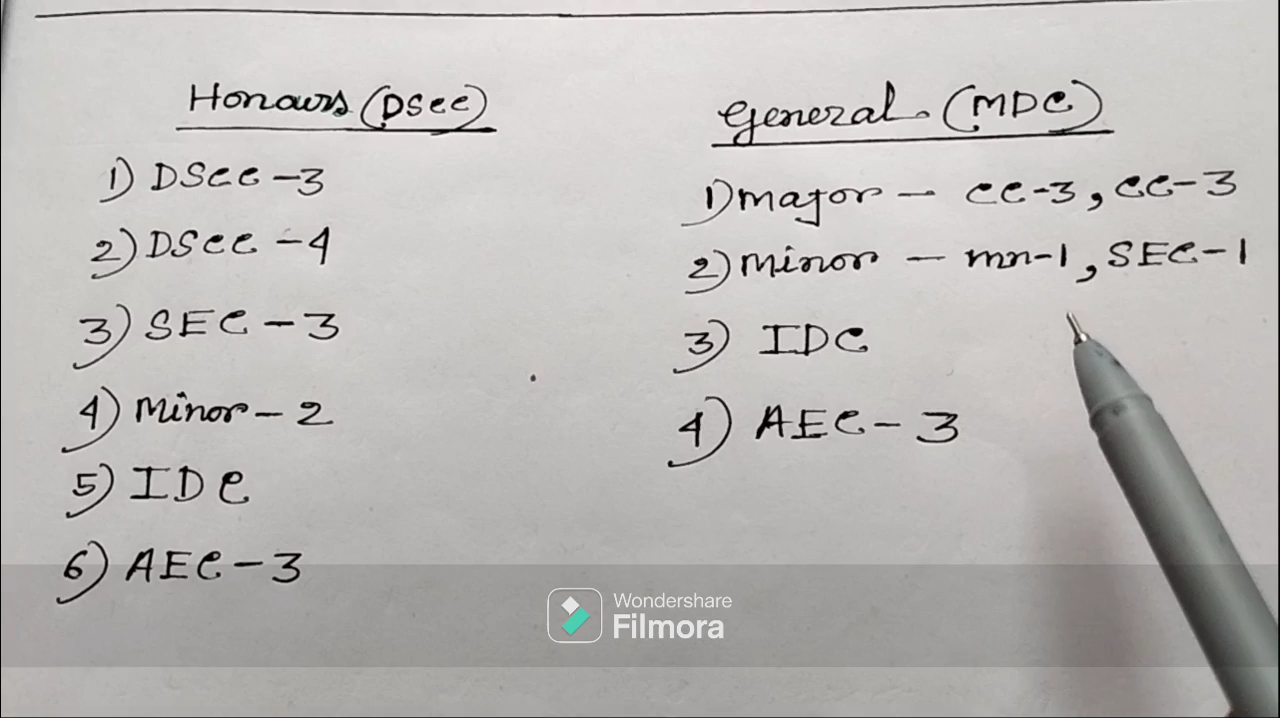 Honours (DSCC)
1) DSCC - 3
2) DSCC - 4
3) SEC - 3
4) Minor - 2
5) IDC
6) AEC - 3
General. (MDC)
1) major - CC-3, CC-3
2) Minor - mn-1, SEC-1
3) IDC
4) AEC - 3
Wondershare
Filmora